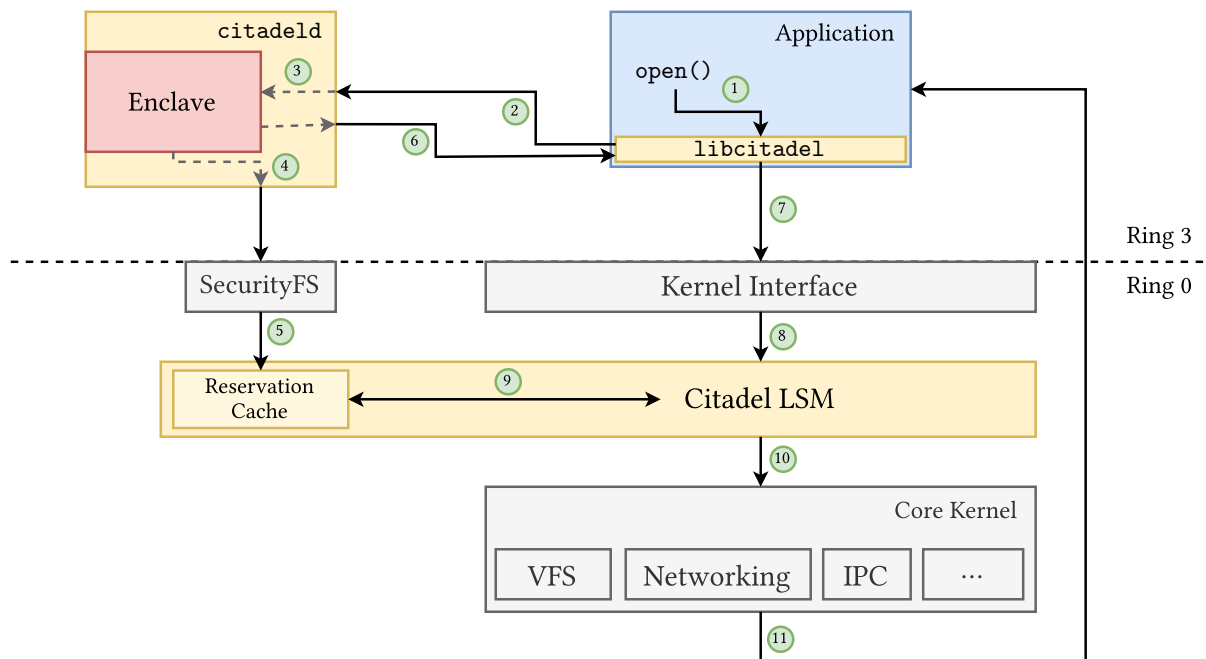 citadeld
Application
Enclave
open()
libcitadel
3
1
2
6
4
7
Ring 3
Ring 0
SecurityFS
Kernel Interface
5
8
Reservation
Cache
9
Citadel LSM
10
Core Kernel
VFS
Networking
IPC
...
11